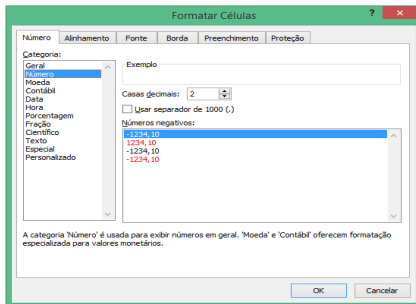 Formatar Células
?
×
Número Alinhamento Fonte Borda Preenchimento Proteção
Categoria:
Geral
Número
Moeda
Contábil
Data
Hora
Porcentagem
Fração
Científico
Texto
Especial
Personalizado
Exemplo
Casas decimais: 2
Usar separador de 1000 (.)
Números negativos:
-1234,10
1234,10
-1234,10
-1234,10
A categoria 'Número' é usada para exibir números em geral. 'Moeda' e 'Contábil' oferecem formatação
especializada para valores monetários.
OK Cancelar